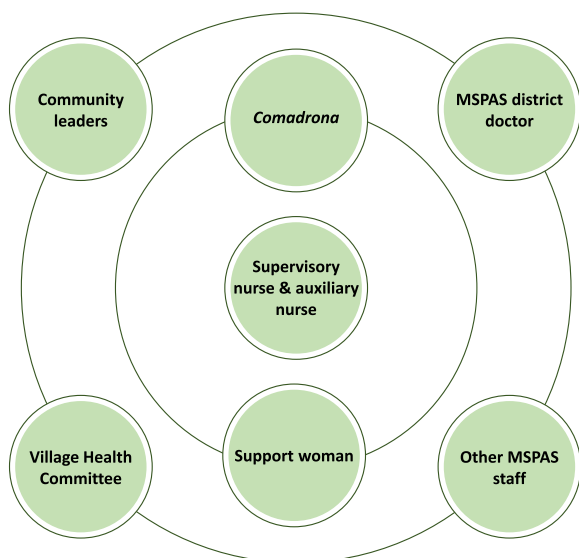 Community
leaders
Comadrona
MSPAS district
doctor
Supervisory
nurse & auxiliary
nurse
Village Health
Committee
Support woman
Other MSPAS
staff